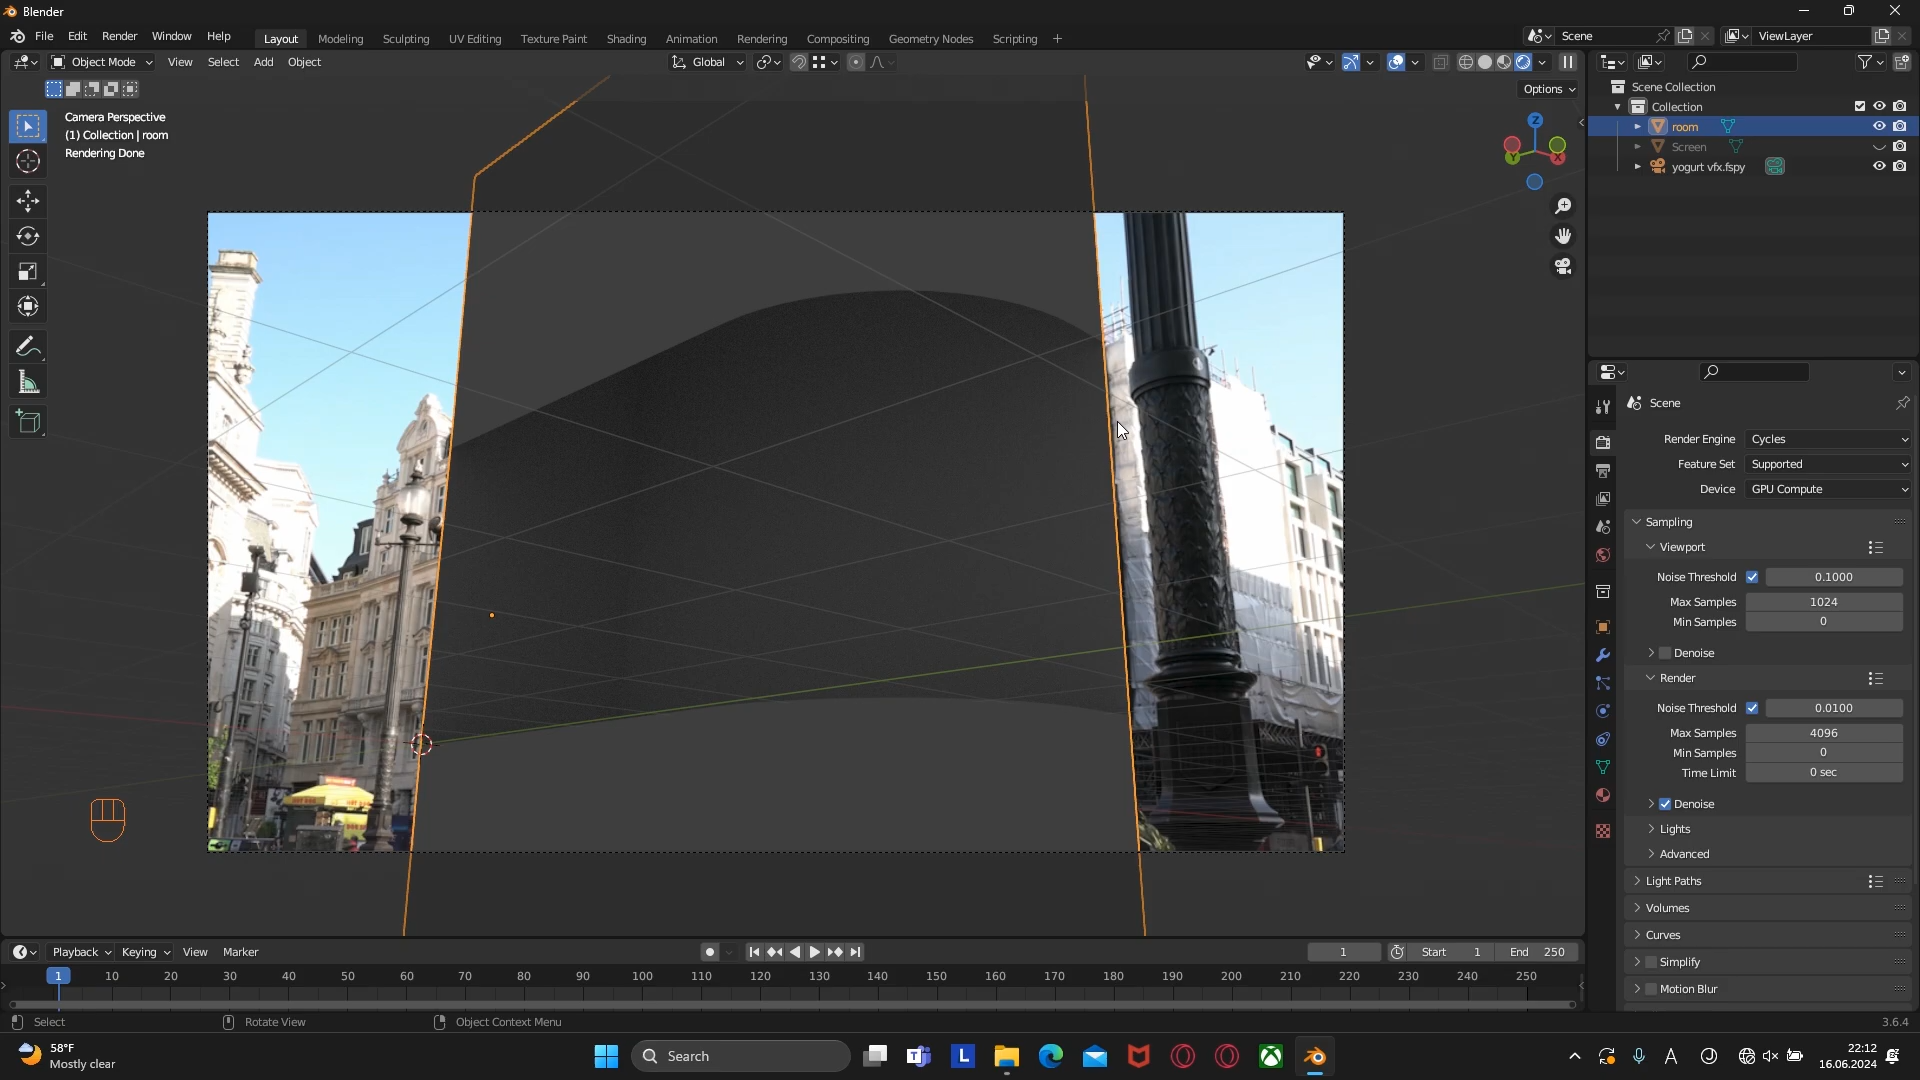 Blender
File Edit Render Window Help
Layout Modeling Sculpting UV Editing Texture Paint Shading Animation Rendering Compositing Geometry Nodes Scripting +
Scene ViewLayer
Object Mode View Select Add Object Global
Options
Camera Perspective
(1) Collection | room
Rendering Done
Z
Y X
Scene Collection
Collection
room
Screen
yogurt vfx.fspy
Scene
Render Engine Cycles
Feature Set Supported
Device GPU Compute
Sampling
Viewport
Noise Threshold 0.1000
Max Samples 1024
Min Samples 0
Denoise
Render
Noise Threshold 0.0100
Max Samples 4096
Min Samples 0
Time Limit 0 sec
Denoise
Lights
Advanced
Light Paths
Volumes
Curves
Simplify
Motion Blur
Playback Keying View Marker 1 Start 1 End 250
1 10 20 30 40 50 60 70 80 90 100 110 120 130 140 150 160 170 180 190 200 210 220 230 240 250
Select Rotate View Object Context Menu 3.6.4
58°F
Mostly clear
Search
22:12
16.06.2024